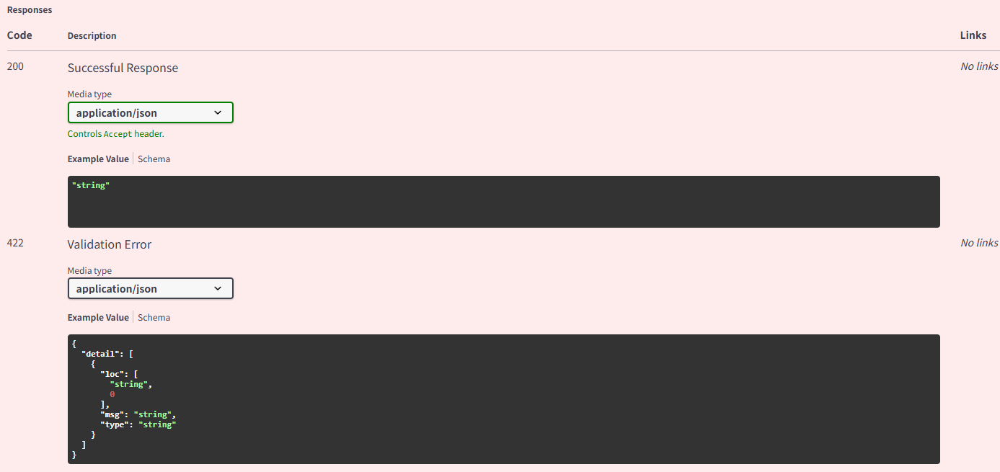 Responses
Code Description Links
200 Successful Response No links
Media type
application/json
Controls Accept header.
Example Value Schema
"string"
422 Validation Error No links
Media type
application/json
Example Value Schema
{
  "detail": [
    {
      "loc": [
        "string",
        0
      ],
      "msg": "string",
      "type": "string"
    }
  ]
}